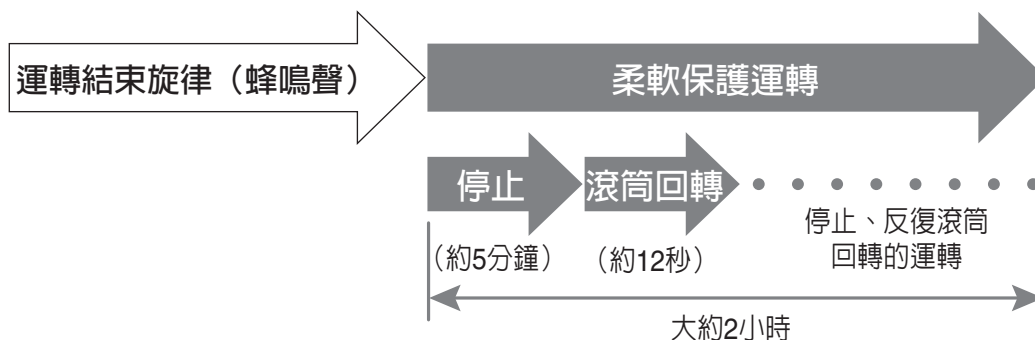 運轉結束旋律（蜂鳴聲）
柔軟保護運轉
停止
滾筒回轉
（約5分鐘）
（約12秒）
停止、反復滾筒
回轉的運轉
大約2小時